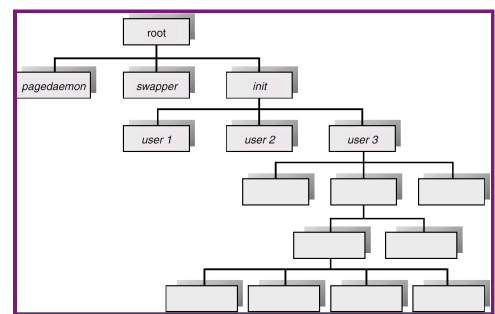 root
pagedaemon
swapper
init
user 1
user 2
user 3